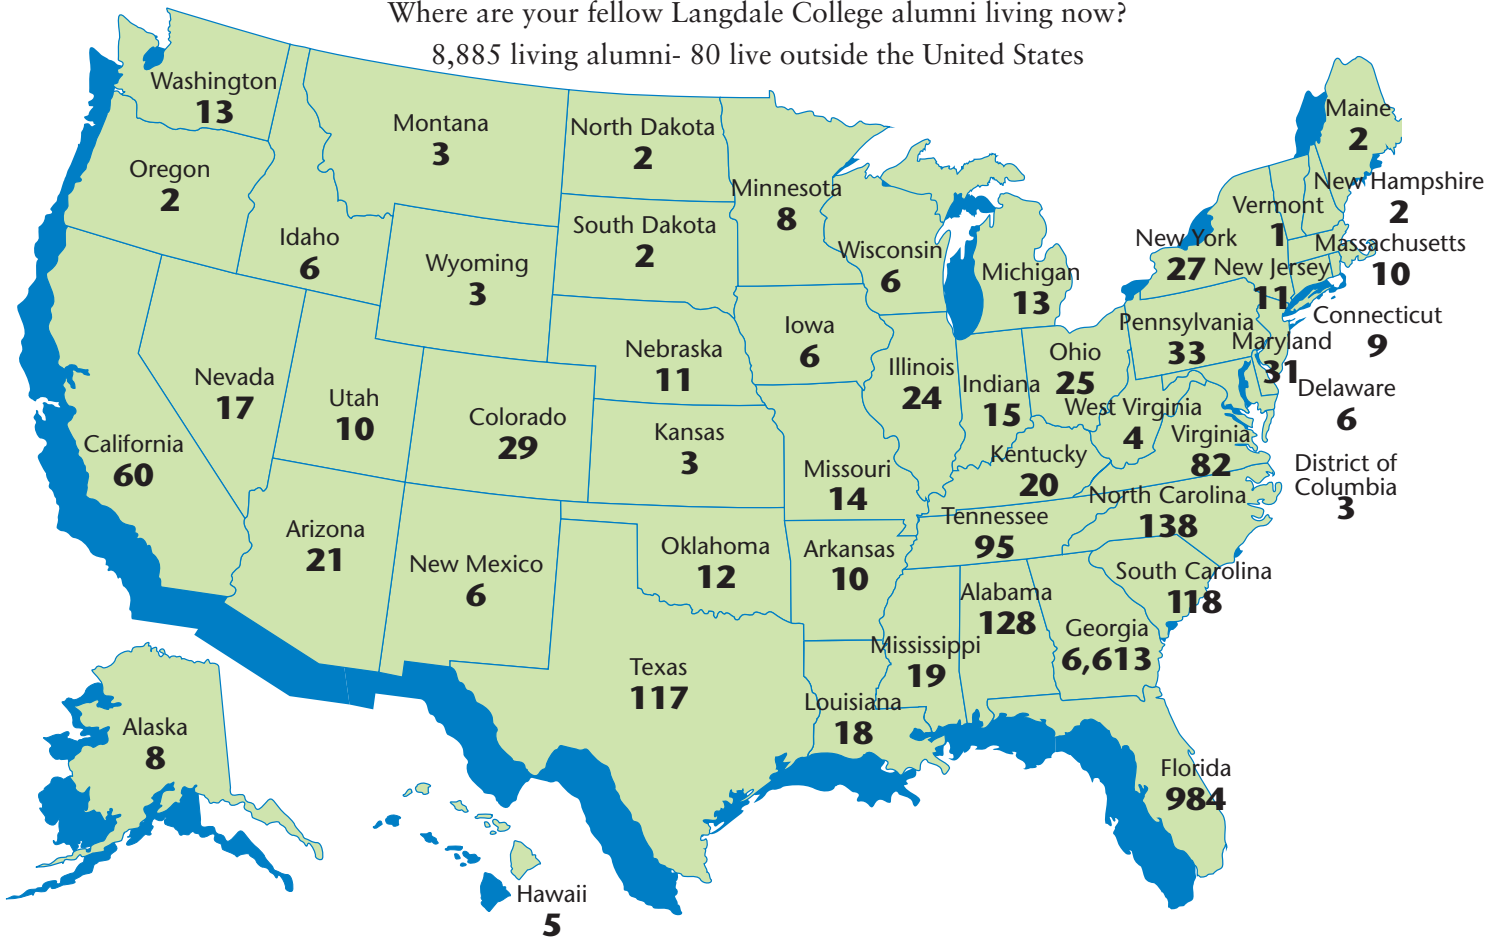 Where are your fellow Langdale College alumni living now?
8,885 living alumni- 80 live outside the United States
Washington
13
Oregon
2
Idaho
6
Montana
3
Wyoming
3
North Dakota
2
South Dakota
2
Minnesota
8
Wisconsin
6
Michigan
13
Maine
2
New Hampshire
2
Vermont
1
Massachusetts
10
New York
27
New Jersey
11
Connecticut
9
Pennsylvania
33
Maryland
31
Delaware
6
District of
Columbia
3
California
60
Nevada
17
Utah
10
Colorado
29
Nebraska
11
Kansas
3
Iowa
6
Missouri
14
Illinois
24
Indiana
15
Ohio
25
West Virginia
4
Virginia
82
Kentucky
20
North Carolina
138
Tennessee
95
South Carolina
118
Arizona
21
New Mexico
6
Oklahoma
12
Arkansas
10
Texas
117
Louisiana
18
Mississippi
19
Alabama
128
Georgia
6,613
Florida
984
Alaska
8
Hawaii
5